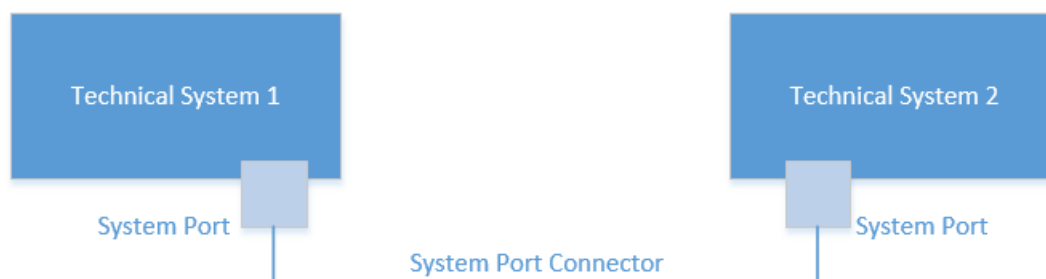 Technical System 1
Technical System 2
System Port
System Port
System Port Connector